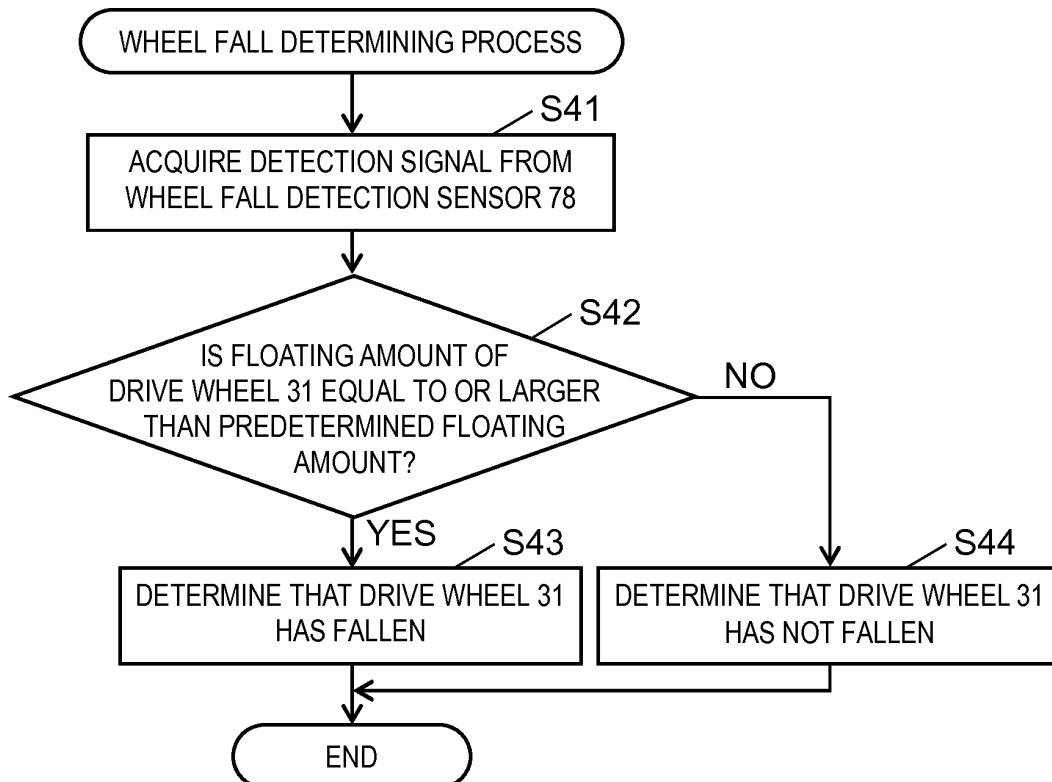 WHEEL FALL DETERMINING PROCESS
S41
ACQUIRE DETECTION SIGNAL FROM
WHEEL FALL DETECTION SENSOR 78
S42
IS FLOATING AMOUNT OF
DRIVE WHEEL 31 EQUAL TO OR LARGER
THAN PREDETERMINED FLOATING
AMOUNT?
NO
YES
S43
DETERMINE THAT DRIVE WHEEL 31
HAS FALLEN
S44
DETERMINE THAT DRIVE WHEEL 31
HAS NOT FALLEN
END